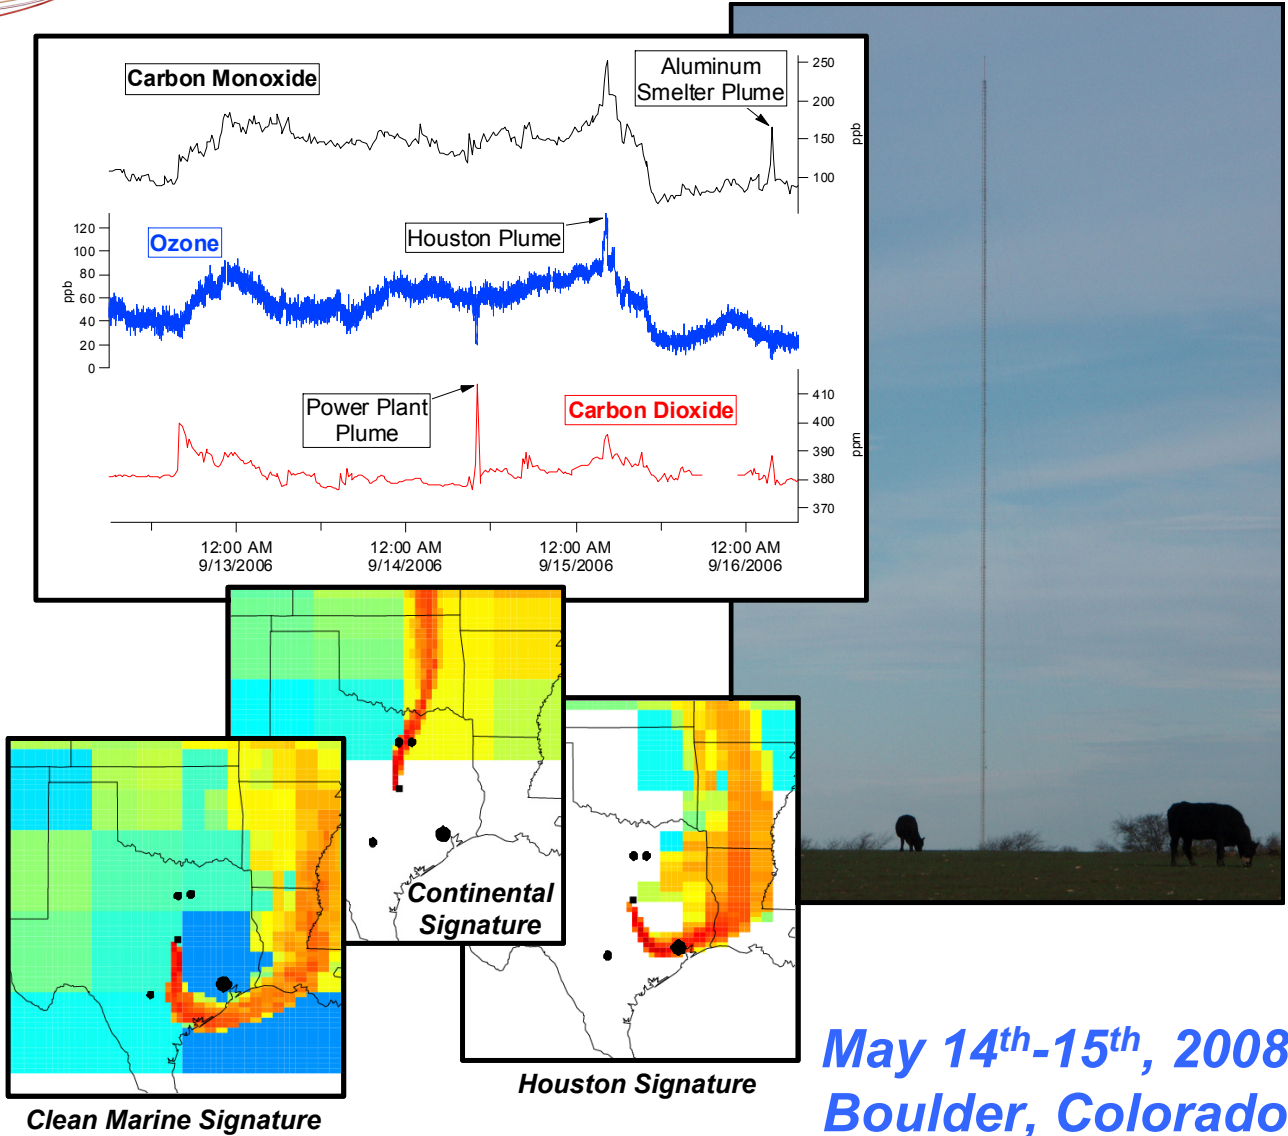 Carbon Monoxide
Aluminum
Smelter Plume
250
200
150
100
ppb
Ozone
Houston Plume
120
100
80
60
40
20
0
ppb
Power Plant
Plume
Carbon Dioxide
410
400
390
380
370
ppm
12:00 AM
9/13/2006
12:00 AM
9/14/2006
12:00 AM
9/15/2006
12:00 AM
9/16/2006
Continental
Signature
Houston Signature
Clean Marine Signature
May 14th-15th, 2008
Boulder, Colorado